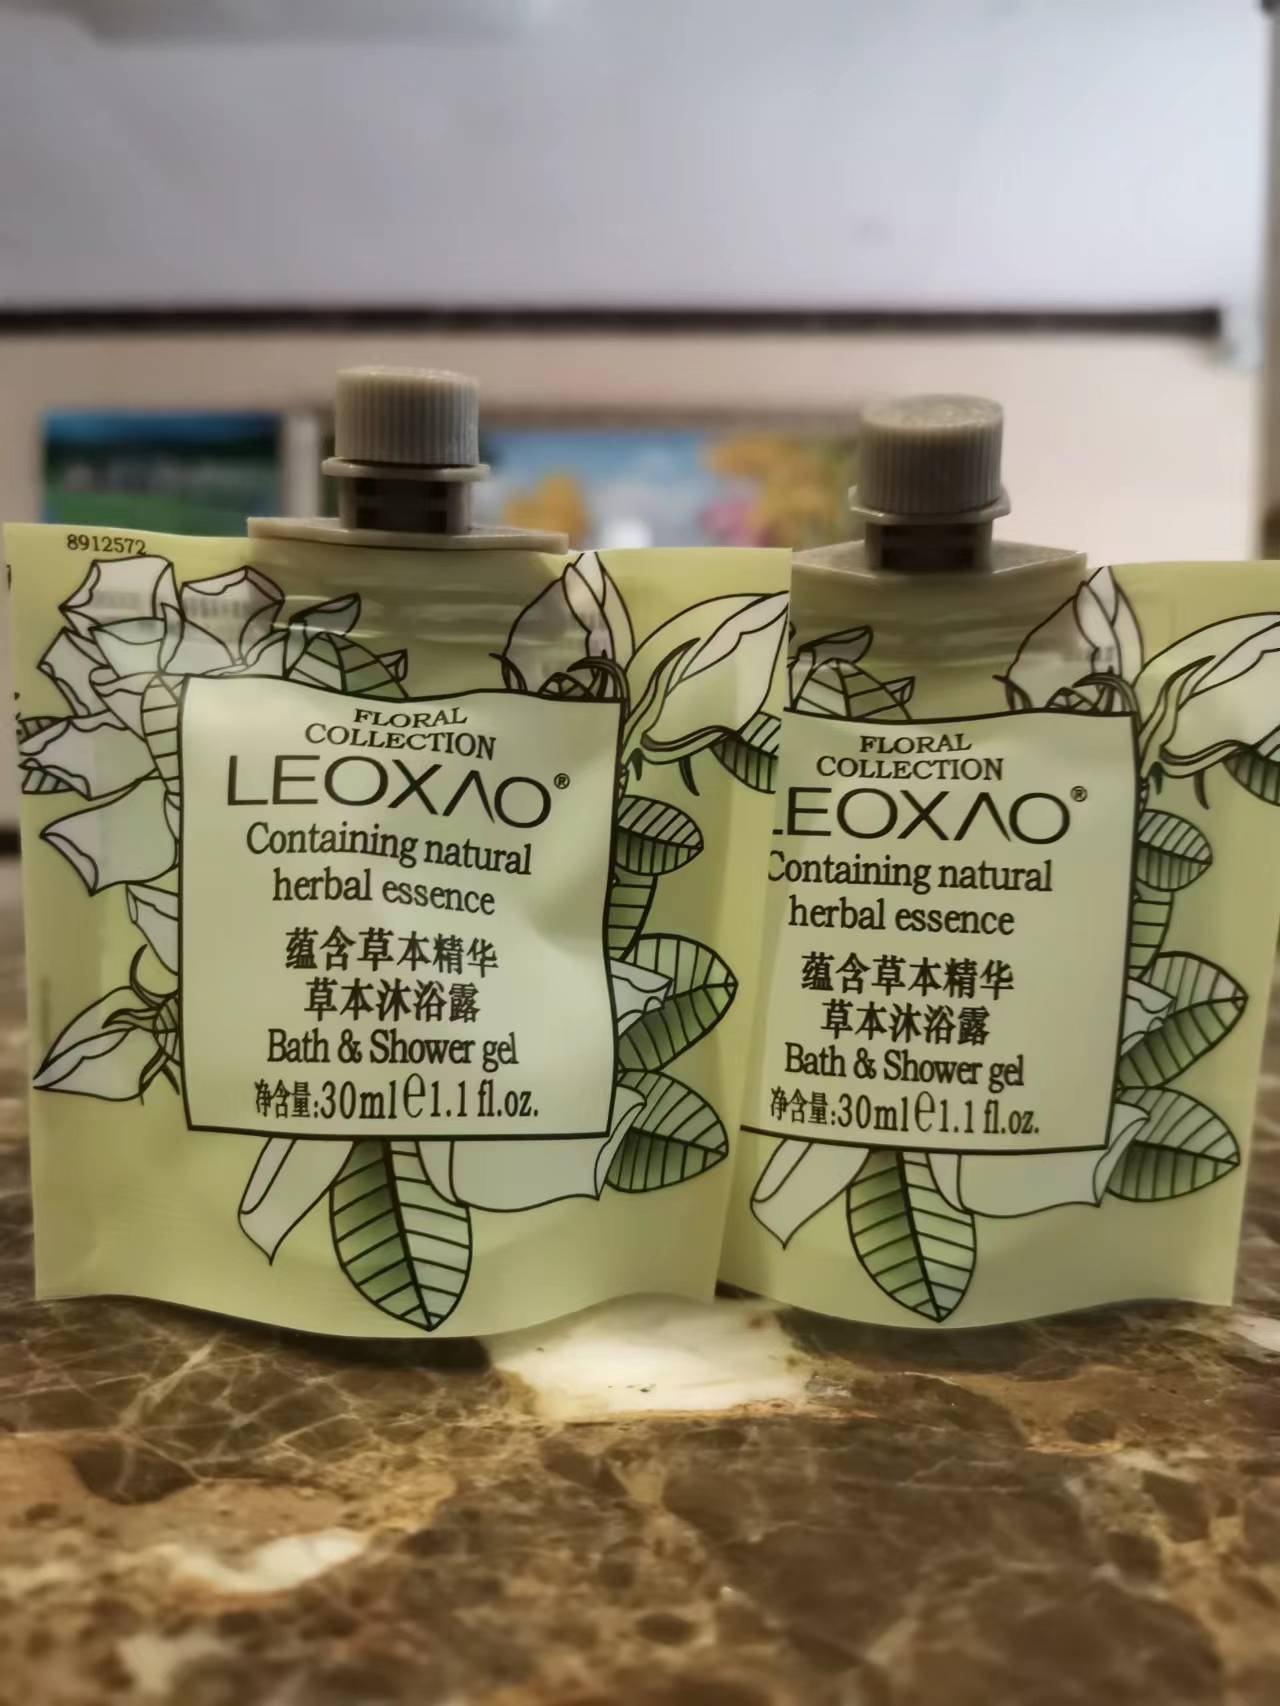 8912572
FLORAL
COLLECTION
LEOXΛO®
Containing natural
herbal essence
蕴含草本精华
草本沐浴露
Bath & Shower gel
净含量:30ml℮1.1 fl.oz.
FLORAL
COLLECTION
LEOXΛO®
Containing natural
herbal essence
蕴含草本精华
草本沐浴露
Bath & Shower gel
净含量:30ml℮1.1 fl.oz.